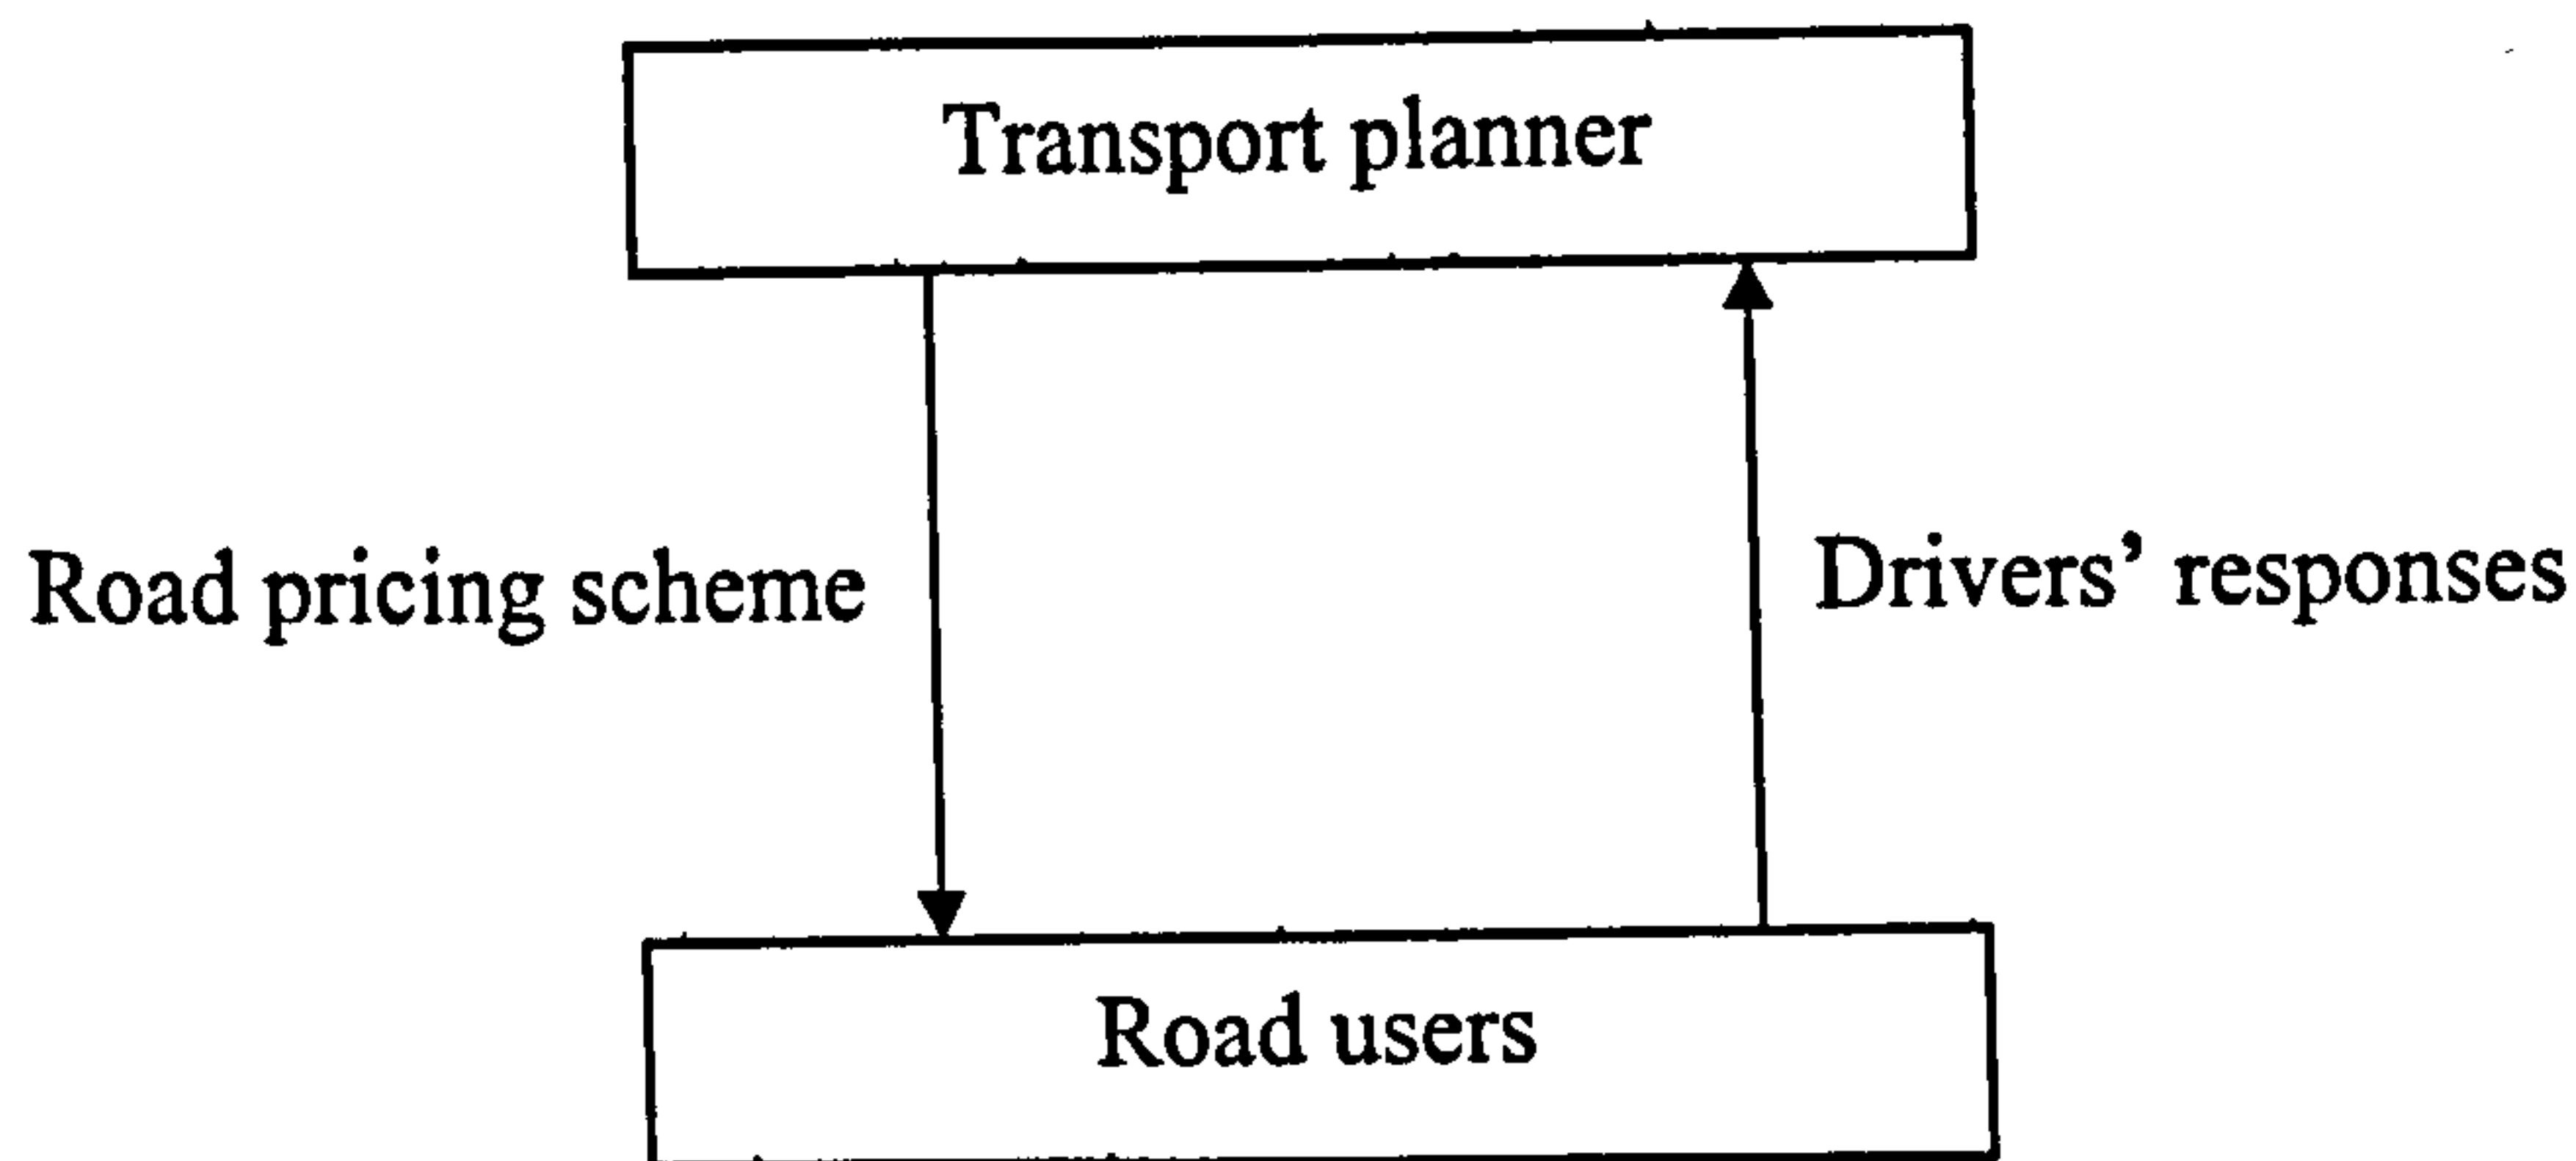 Transport planner
Road pricing scheme
Drivers’ responses
Road users